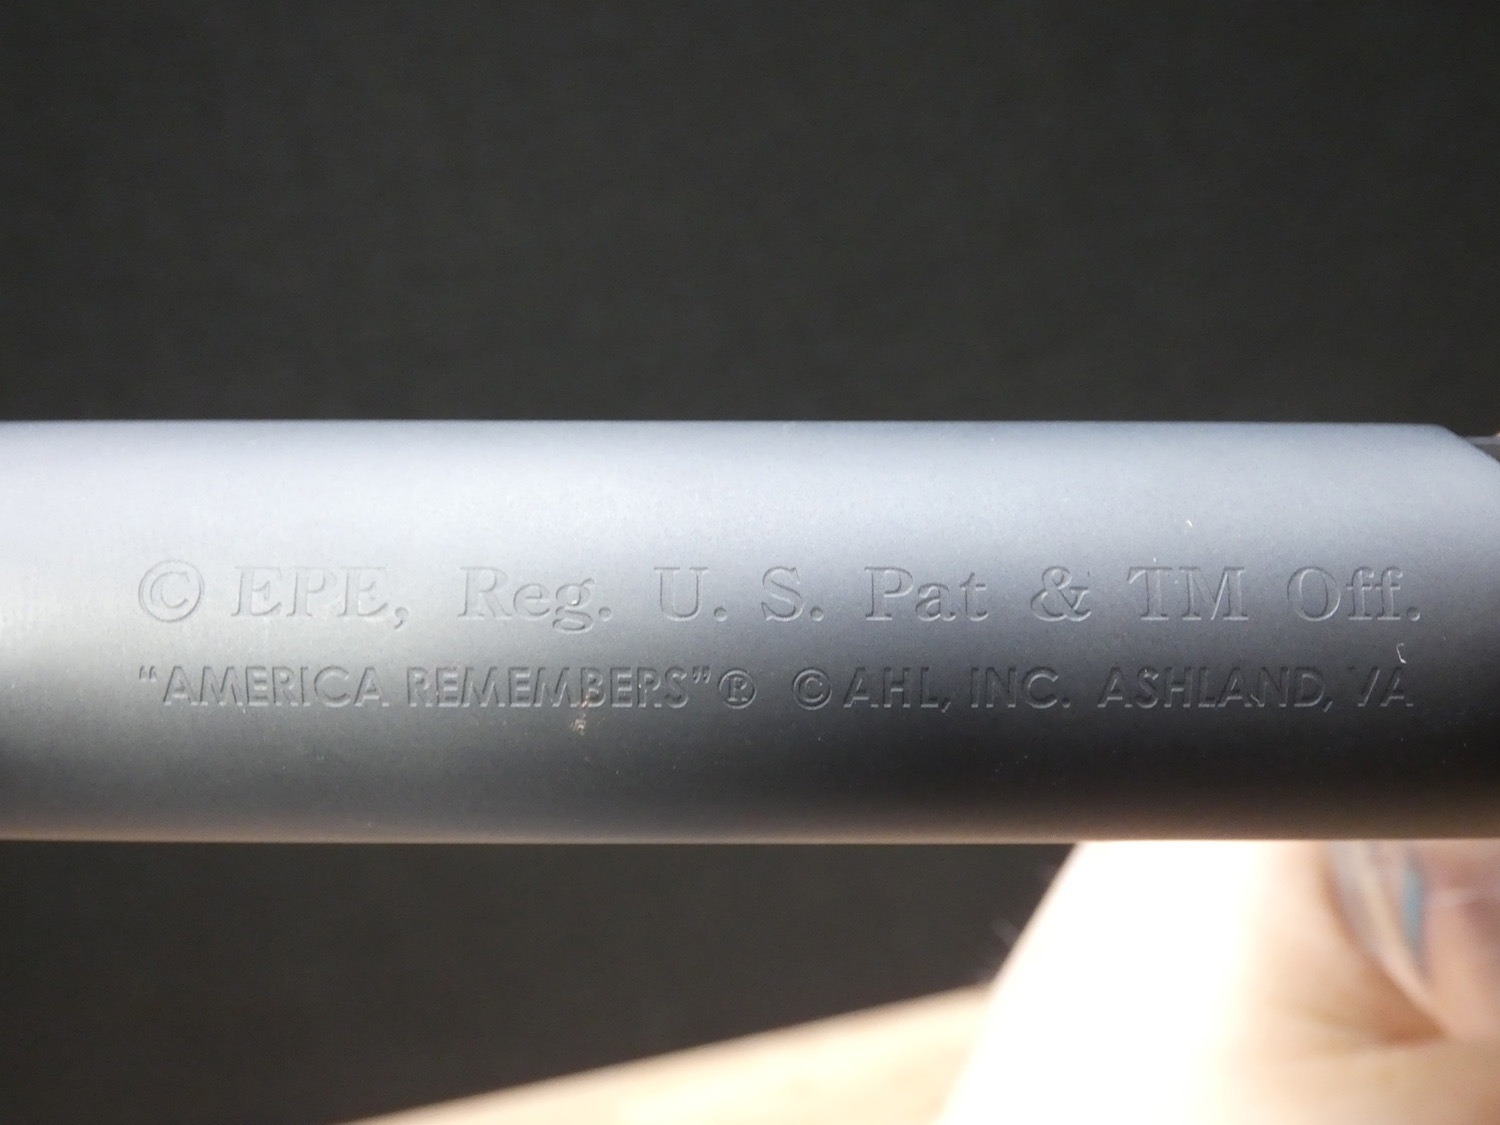 © EPE, Reg. U. S. Pat & TM Off.
"AMERICA REMEMBERS"® ©AHL, INC. ASHLAND, VA